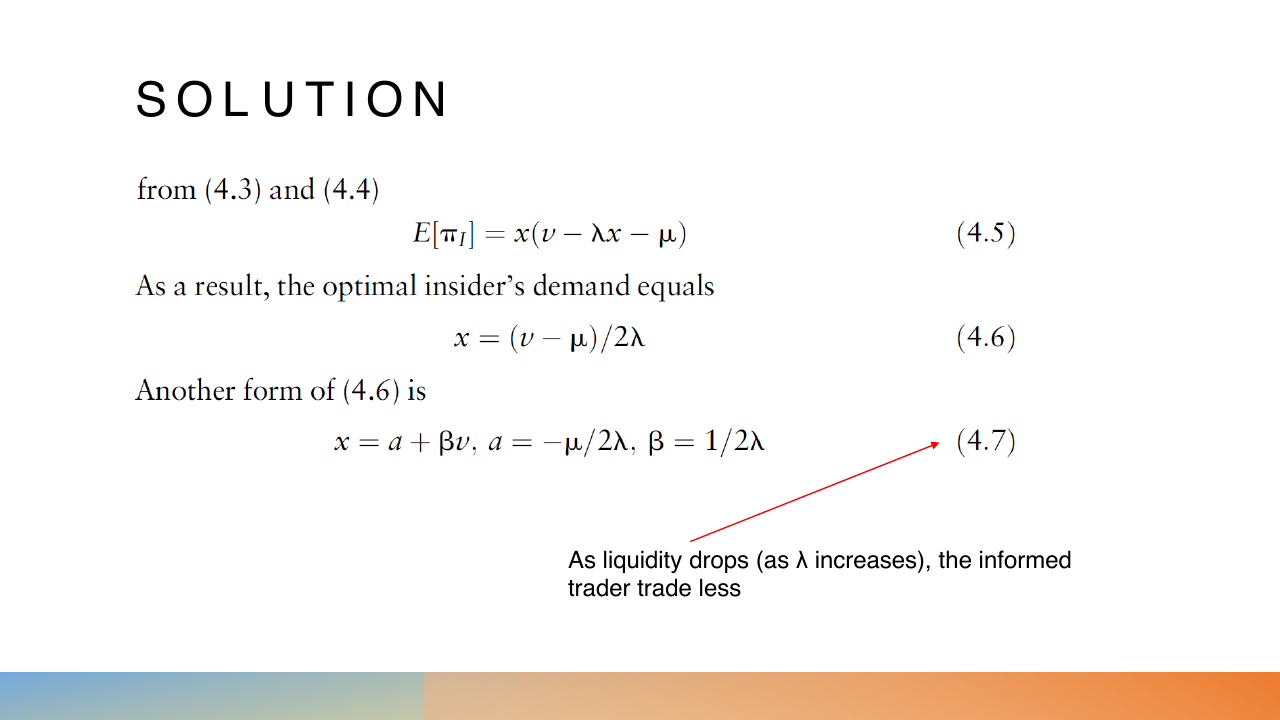 SOLUTION
from (4.3) and (4.4)
E[π_I] = x(v − λx − μ) (4.5)
As a result, the optimal insider’s demand equals
x = (v − μ)/2λ (4.6)
Another form of (4.6) is
x = a + βv, a = −μ/2λ, β = 1/2λ (4.7)
As liquidity drops (as λ increases), the informed
trader trade less